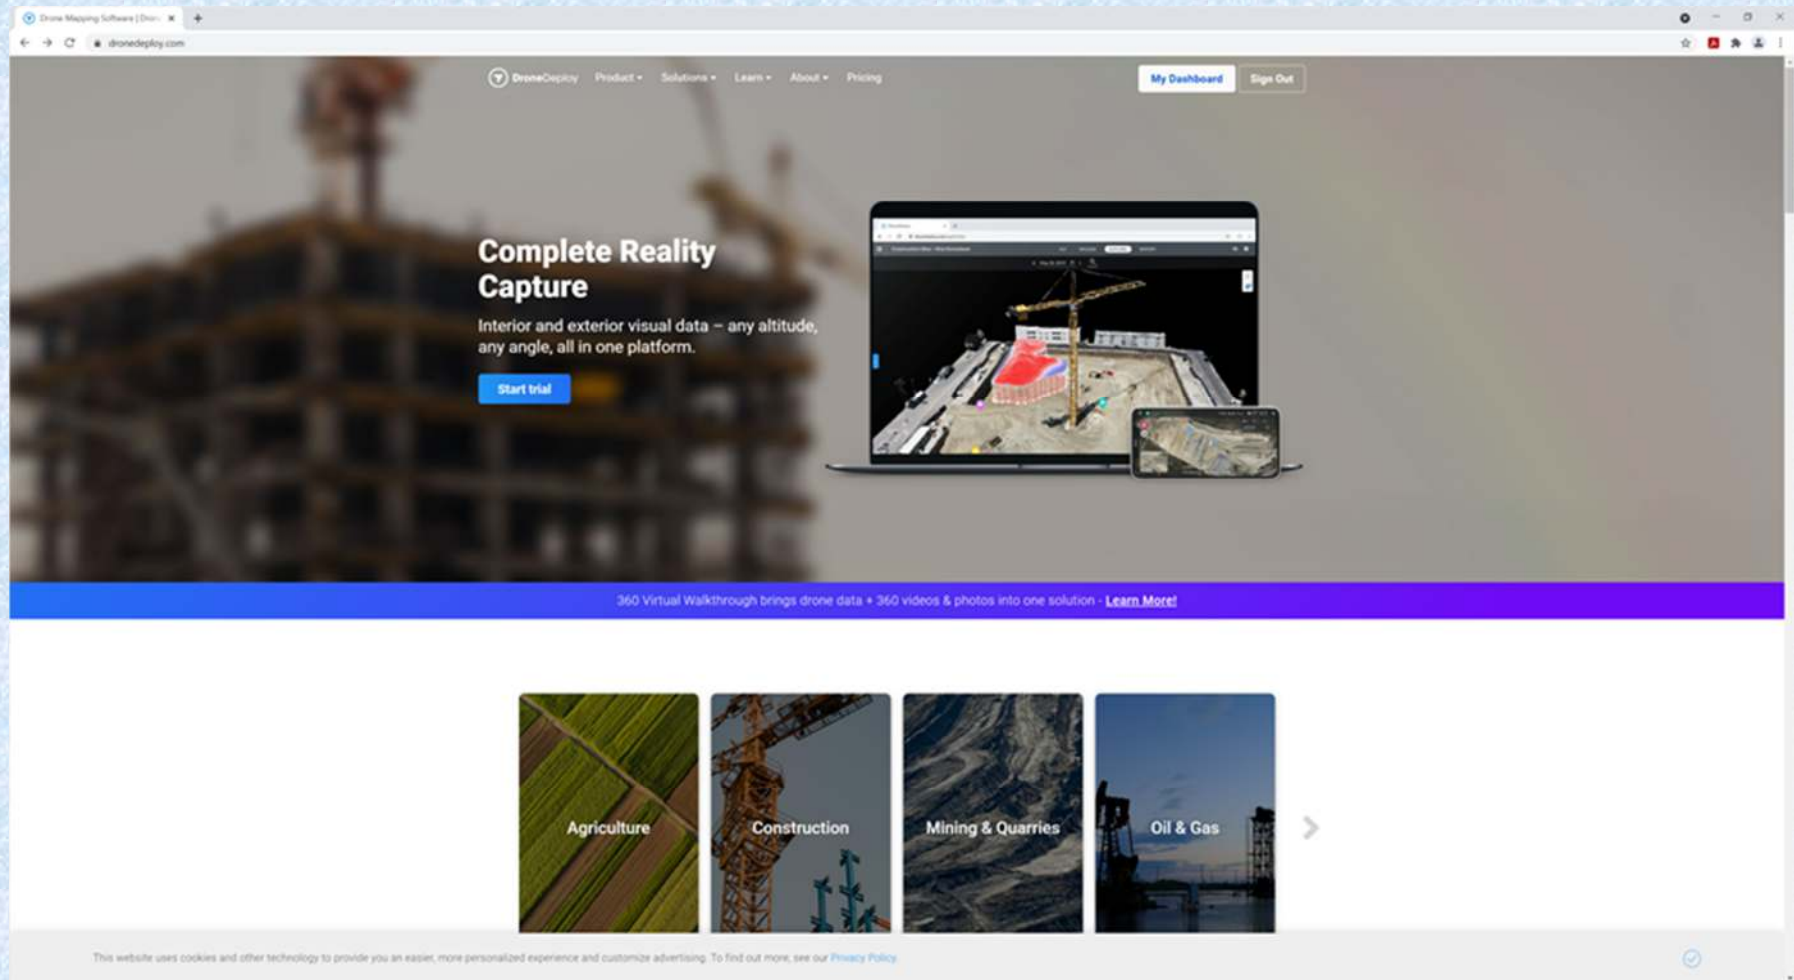 Drone Mapping Software | Dron
dronedeploy.com
DroneDeploy Product Solutions Learn About Pricing My Dashboard Sign Out
Complete Reality
Capture
Interior and exterior visual data – any altitude,
any angle, all in one platform.
Start trial
360 Virtual Walkthrough brings drone data + 360 videos & photos into one solution - Learn More!
Agriculture Construction Mining & Quarries Oil & Gas
This website uses cookies and other technology to provide you an easier, more personalized experience and customize advertising. To find out more, see our Privacy Policy.